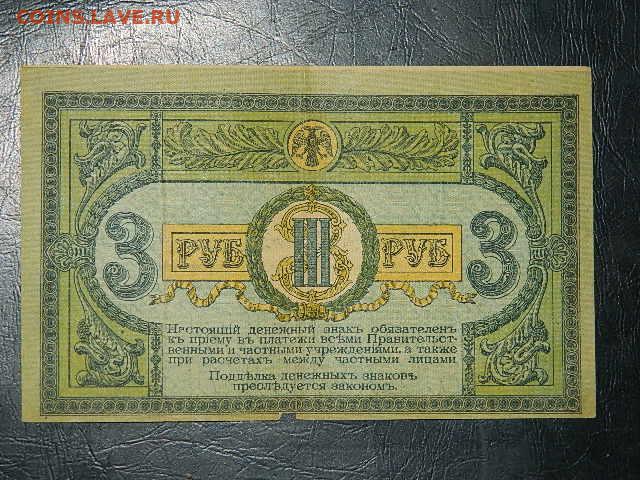 COINS.LAVE.RU
3 РУБ III РУБ 3
Настоящій денежный знакъ обязателенъ
къ пріему въ платежи всѣми Правительст-
венными и частными учрежденіями, а также
при расчетахъ между частными лицами
Поддѣлка денежныхъ знаковъ
преслѣдуется закономъ.